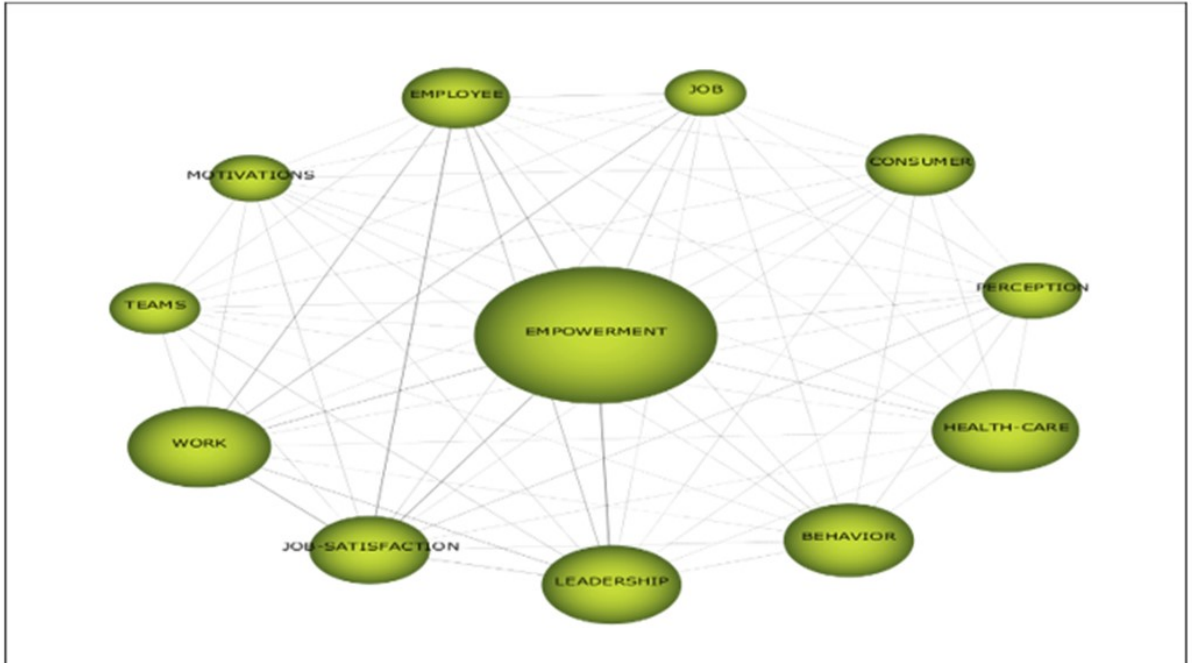 EMPLOYEE
JOB
CONSUMER
MOTIVATIONS
PERCEPTION
TEAMS
EMPOWERMENT
HEALTH-CARE
WORK
BEHAVIOR
JOB-SATISFACTION
LEADERSHIP